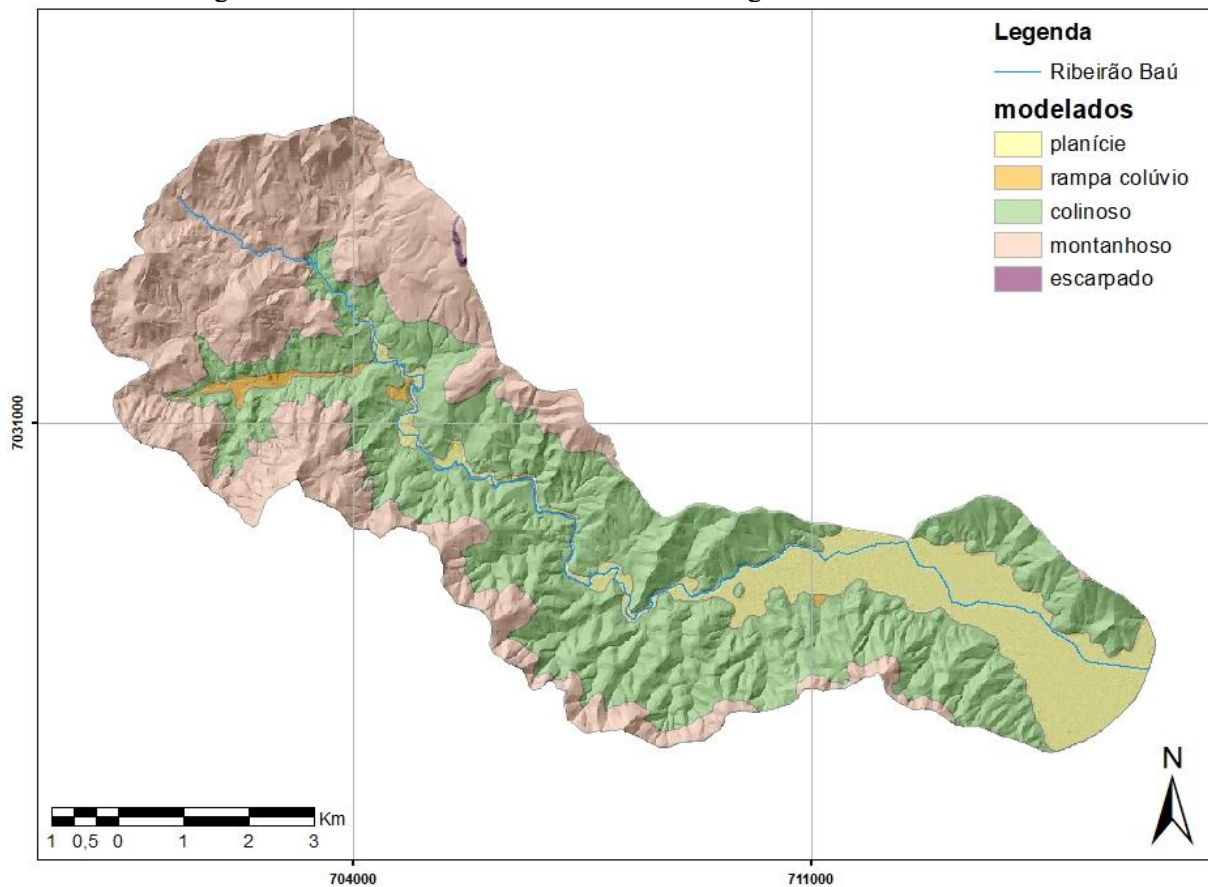 Legenda
Ribeirão Baú
modelados
planície
rampa colúvio
colinoso
montanhoso
escarpado
7031000
N
Km
1 0,5 0 1 2 3
704000
711000